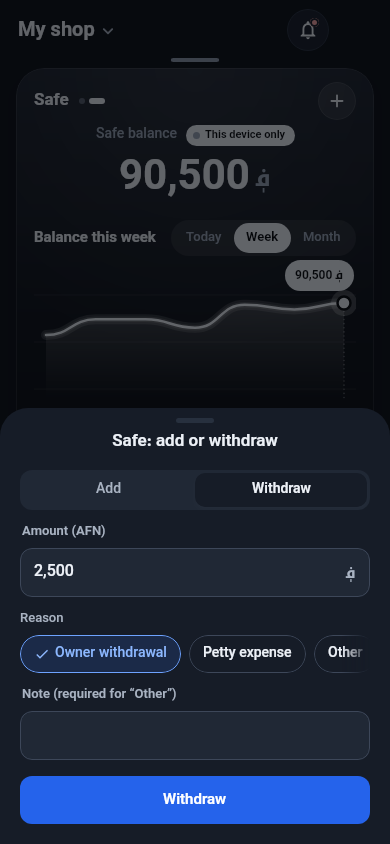 My shop
Safe
Safe balance
This device only
90,500 ؋
Balance this week
Today
Week
Month
90,500 ؋
Safe: add or withdraw
Add
Withdraw
Amount (AFN)
2,500 ؋
Reason
Owner withdrawal
Petty expense
Other
Note (required for “Other”)
Withdraw